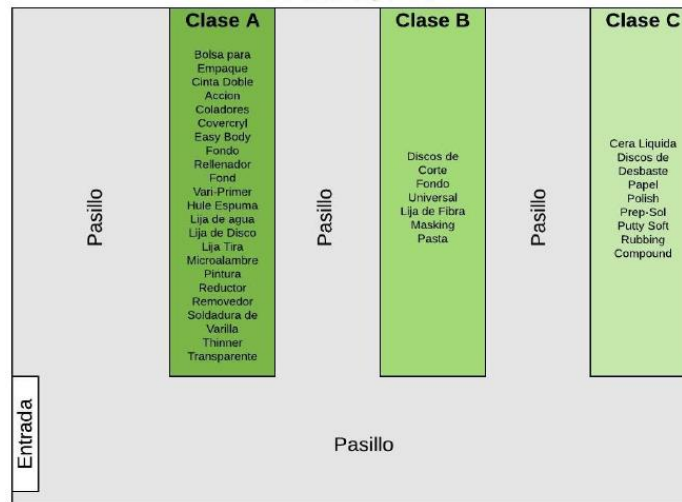 Clase A
Bolsa para
Empaque
Cinta Doble
Accion
Coladores
Covercryl
Easy Body
Fondo
Rellenador
Fond
Vari-Primer
Hule Espuma
Lija de agua
Lija de Disco
Lija Tira
Microalambre
Pintura
Reductor
Removedor
Soldadura de
Varilla
Thinner
Transparente
Clase B
Discos de
Corte
Fondo
Universal
Lija de Fibra
Masking
Pasta
Clase C
Cera Liquida
Discos de
Desbaste
Papel
Polish
Prep-Sol
Putty Soft
Rubbing
Compound
Pasillo
Pasillo
Pasillo
Entrada
Pasillo